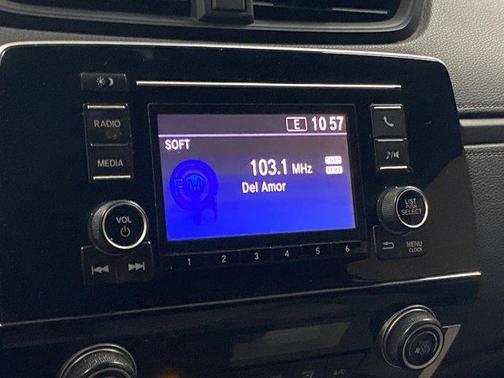 E 10 57
SOFT
103.1 MHz
Del Amor
RADIO
MEDIA
VOL
1 2 3 4 5 6
LIST
PUSH
SELECT
MENU
CLOCK